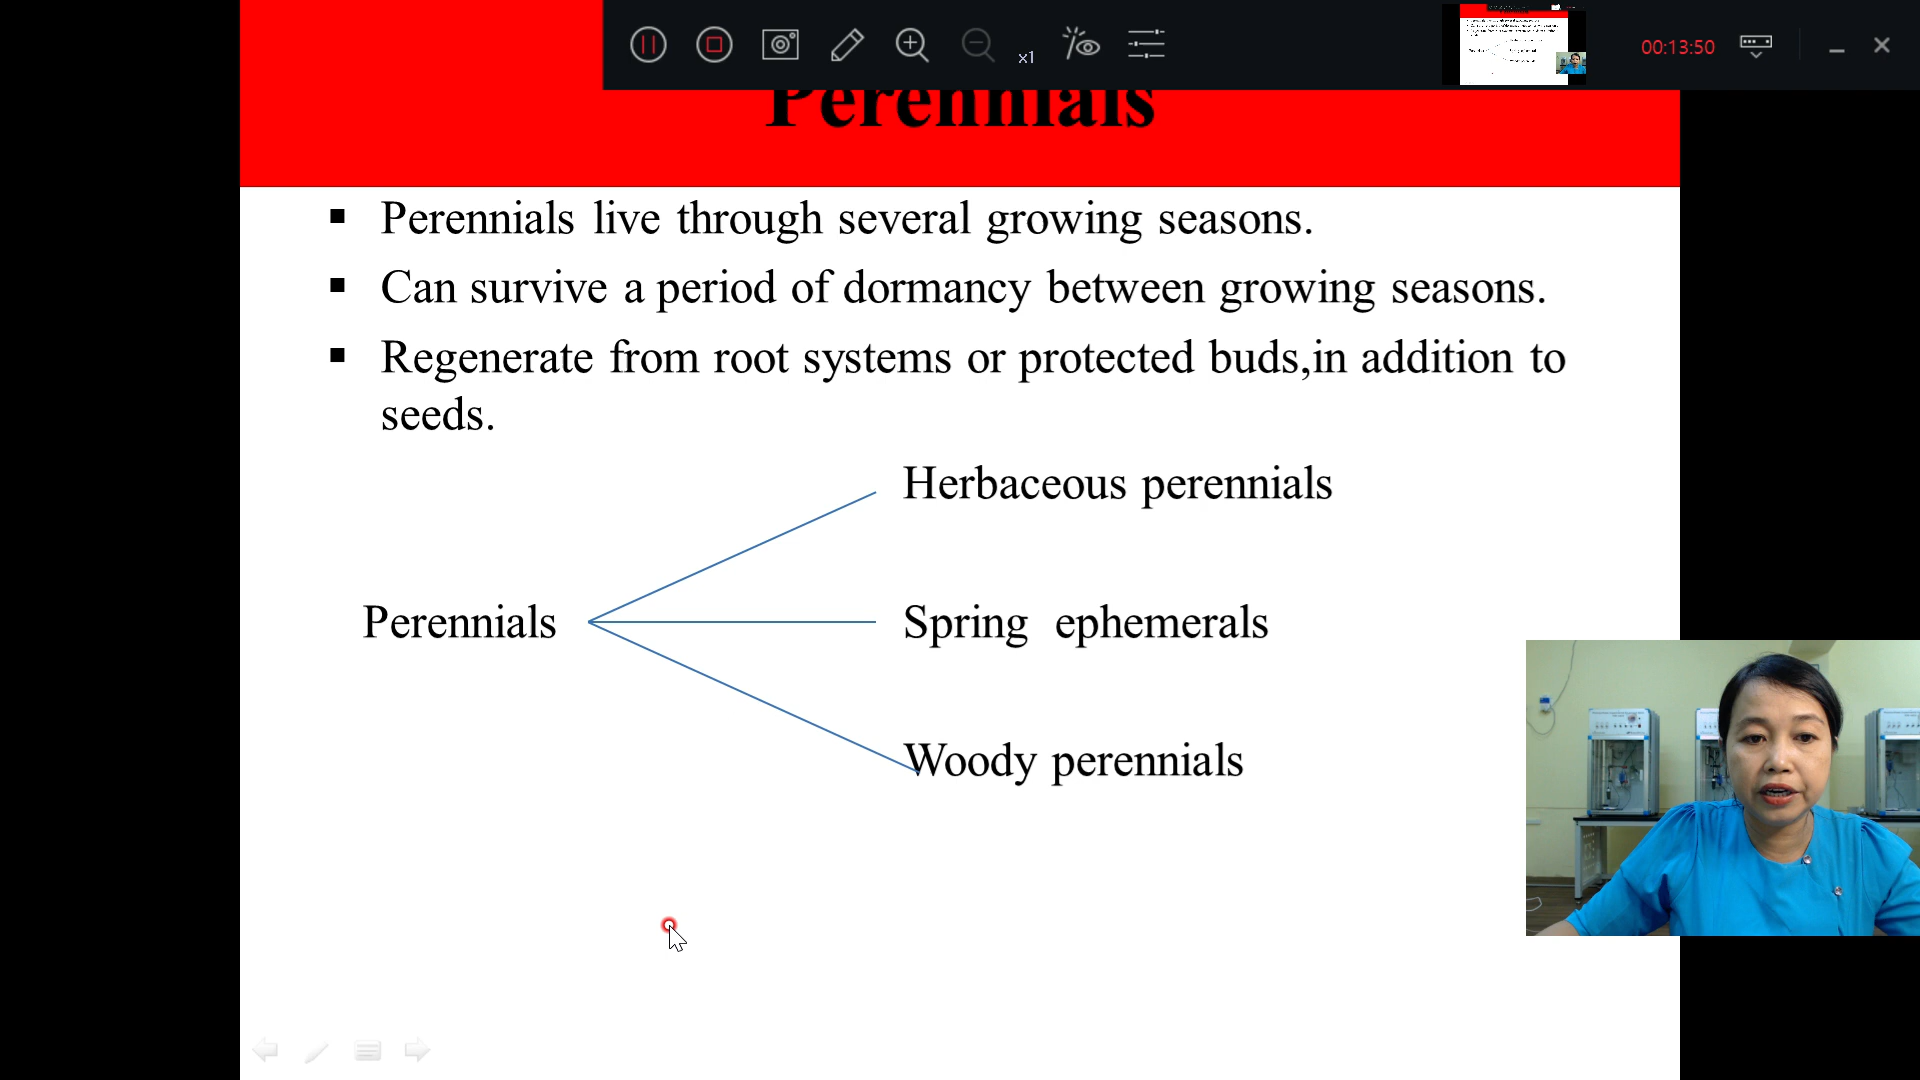 x1
00:13:50
Perennials
▪ Perennials live through several growing seasons.
▪ Can survive a period of dormancy between growing seasons.
▪ Regenerate from root systems or protected buds,in addition to
seeds.
Herbaceous perennials
Perennials
Spring ephemerals
Woody perennials